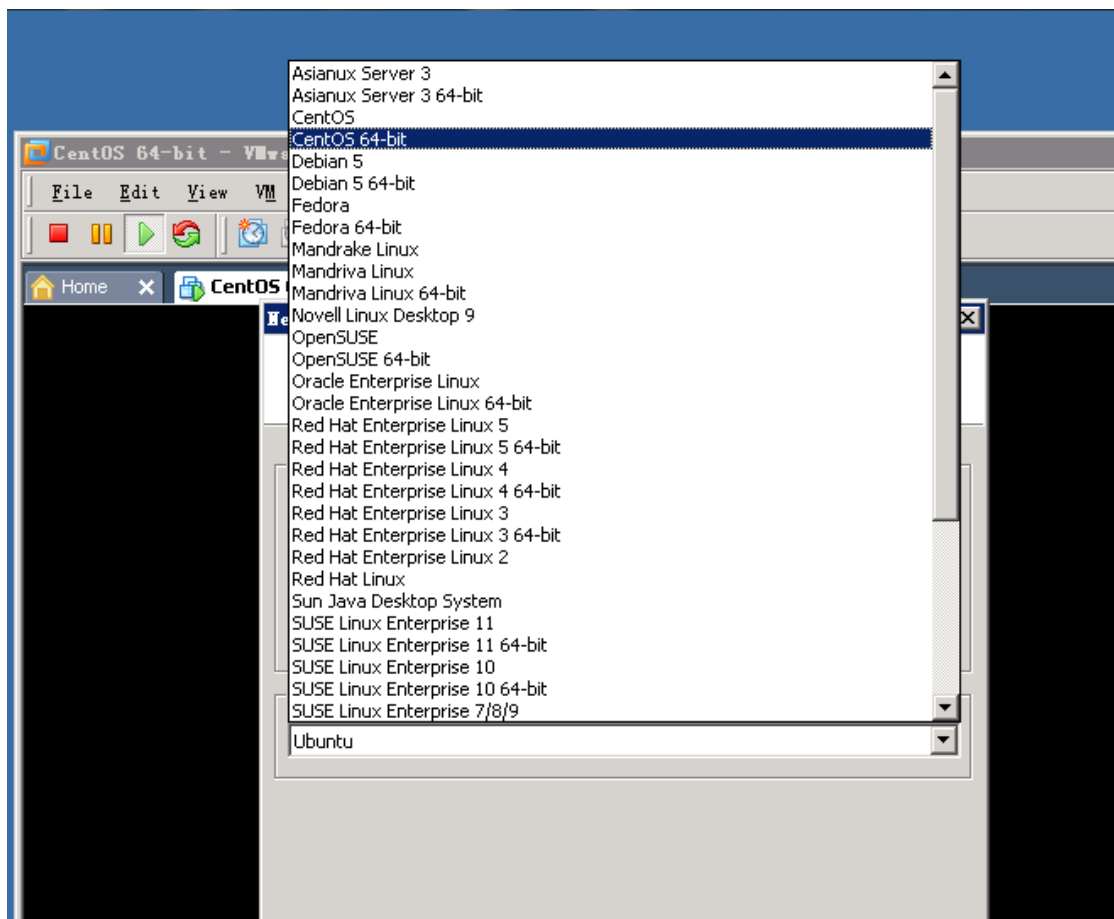 Asianux Server 3
Asianux Server 3 64-bit
CentOS
CentOS 64-bit
Debian 5
Debian 5 64-bit
Fedora
Fedora 64-bit
Mandrake Linux
Mandriva Linux
Mandriva Linux 64-bit
Novell Linux Desktop 9
OpenSUSE
OpenSUSE 64-bit
Oracle Enterprise Linux
Oracle Enterprise Linux 64-bit
Red Hat Enterprise Linux 5
Red Hat Enterprise Linux 5 64-bit
Red Hat Enterprise Linux 4
Red Hat Enterprise Linux 4 64-bit
Red Hat Enterprise Linux 3
Red Hat Enterprise Linux 3 64-bit
Red Hat Enterprise Linux 2
Red Hat Linux
Sun Java Desktop System
SUSE Linux Enterprise 11
SUSE Linux Enterprise 11 64-bit
SUSE Linux Enterprise 10
SUSE Linux Enterprise 10 64-bit
SUSE Linux Enterprise 7/8/9
Ubuntu
CentOS 64-bit -
File Edit View VM
Home CentOS